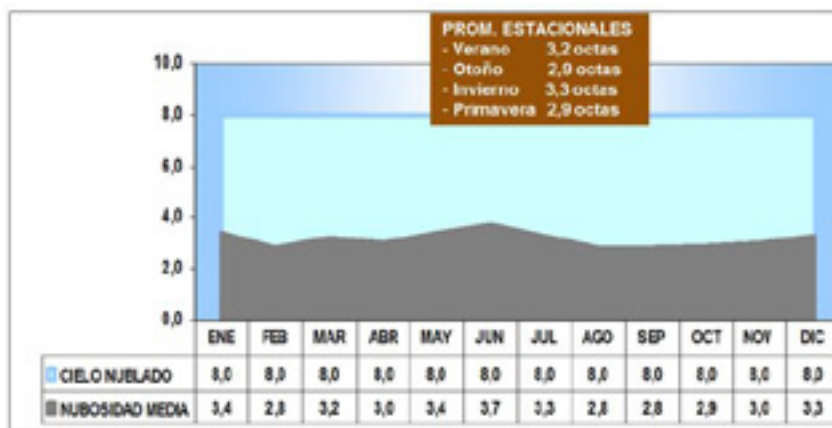 PROM. ESTACIONALES
- Verano 3,2 octas
- Otoño 2,9 octas
- Invierno 3,3 octas
- Primavera 2,9 octas
10,0
8,0
6,0
4,0
2,0
0,0
ENE FEB MAR ABR MAY JUN JUL AGO SEP OCT NOV DIC
CIELO NUBLADO 8,0 8,0 8,0 8,0 8,0 8,0 8,0 8,0 8,0 8,0 8,0 8,0
NUBOSIDAD MEDIA 3,4 2,8 3,2 3,0 3,4 3,7 3,3 2,8 2,8 2,9 3,0 3,3